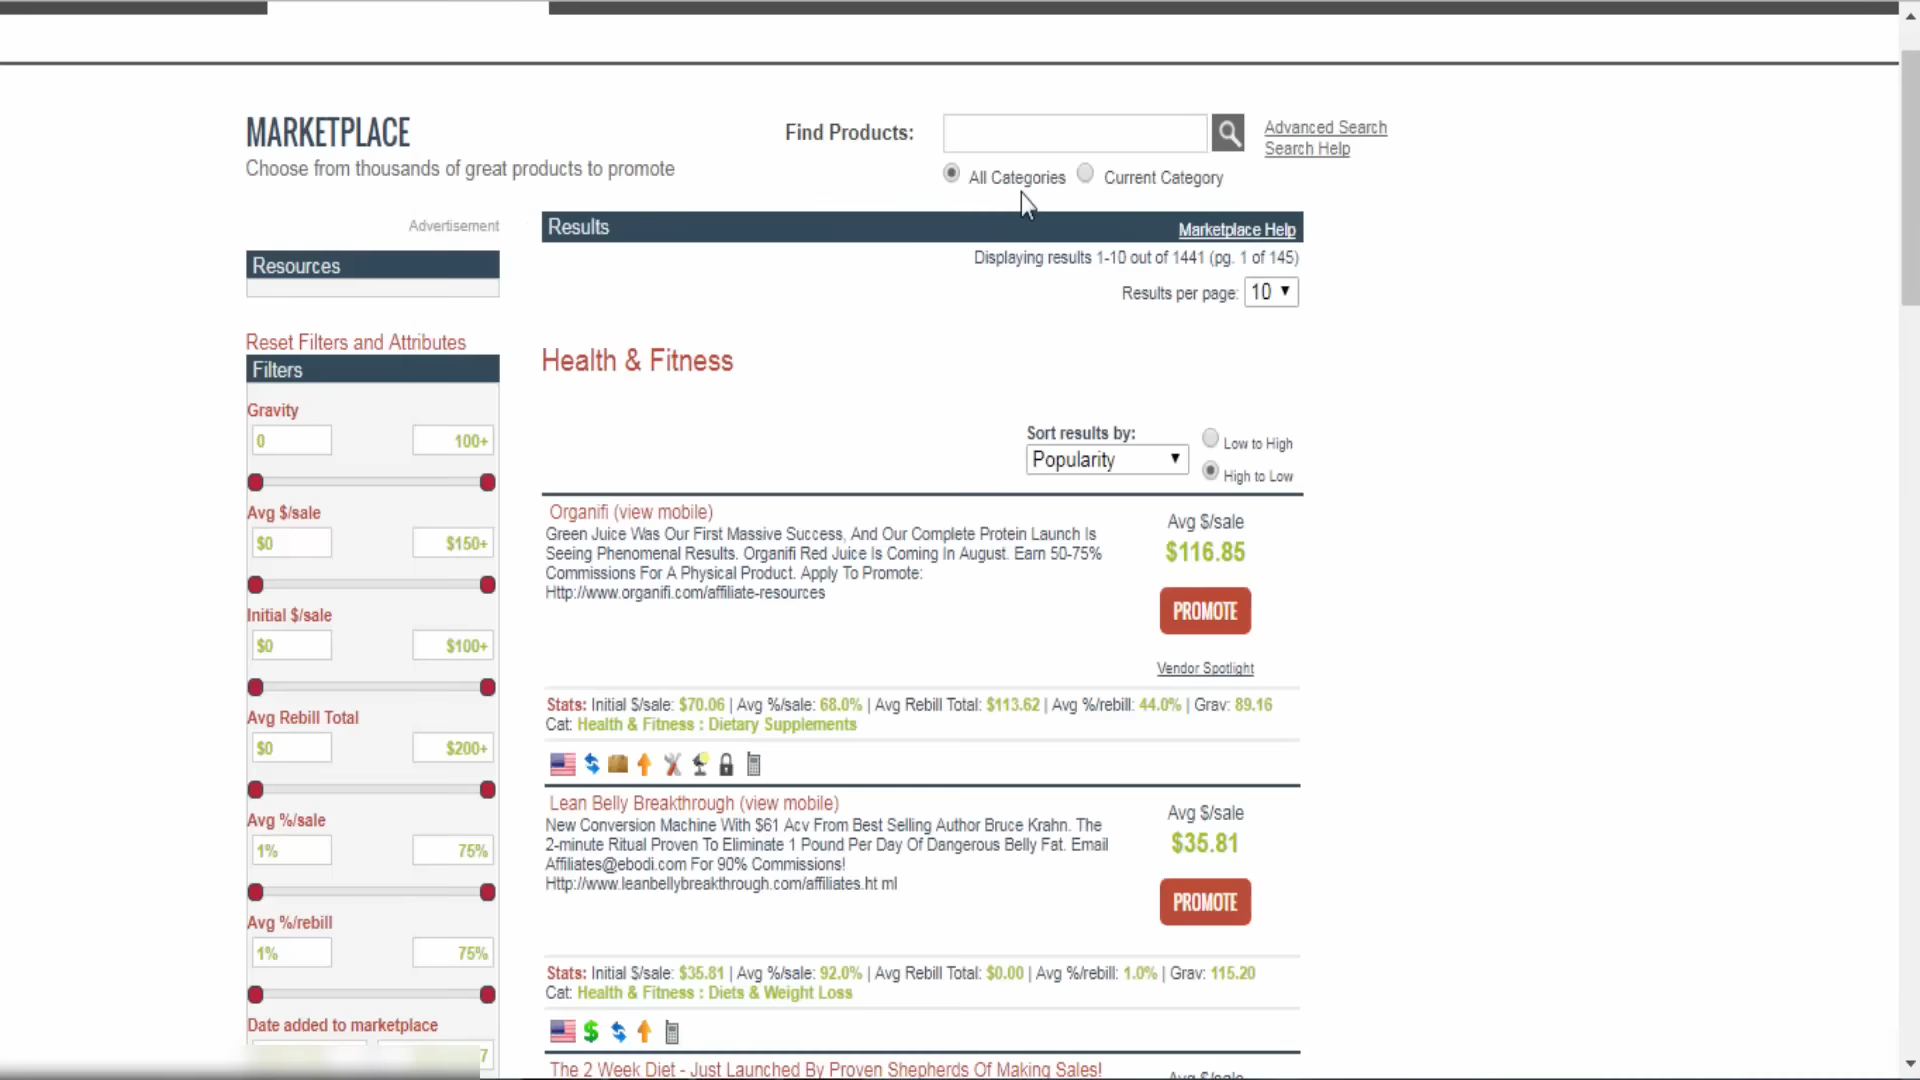 MARKETPLACE
Choose from thousands of great products to promote
Find Products:
Advanced Search
Search Help
All Categories
Current Category
Advertisement
Resources
Reset Filters and Attributes
Filters
Gravity
0
100+
Avg $/sale
$0
$150+
Initial $/sale
$0
$100+
Avg Rebill Total
$0
$200+
Avg %/sale
1%
75%
Avg %/rebill
1%
75%
Date added to marketplace
7
Results
Marketplace Help
Displaying results 1-10 out of 1441 (pg. 1 of 145)
Results per page: 10
Health & Fitness
Sort results by:
Popularity
Low to High
High to Low
Organifi (view mobile)
Green Juice Was Our First Massive Success, And Our Complete Protein Launch Is
Seeing Phenomenal Results. Organifi Red Juice Is Coming In August. Earn 50-75%
Commissions For A Physical Product. Apply To Promote:
Http://www.organifi.com/affiliate-resources
Avg $/sale
$116.85
PROMOTE
Vendor Spotlight
Stats: Initial $/sale: $70.06 | Avg %/sale: 68.0% | Avg Rebill Total: $113.62 | Avg %/rebill: 44.0% | Grav: 89.16
Cat: Health & Fitness : Dietary Supplements
Lean Belly Breakthrough (view mobile)
New Conversion Machine With $61 Acv From Best Selling Author Bruce Krahn. The
2-minute Ritual Proven To Eliminate 1 Pound Per Day Of Dangerous Belly Fat. Email
Affiliates@ebodi.com For 90% Commissions!
Http://www.leanbellybreakthrough.com/affiliates.ht ml
Avg $/sale
$35.81
PROMOTE
Stats: Initial $/sale: $35.81 | Avg %/sale: 92.0% | Avg Rebill Total: $0.00 | Avg %/rebill: 1.0% | Grav: 115.20
Cat: Health & Fitness : Diets & Weight Loss
The 2 Week Diet - Just Launched By Proven Shepherds Of Making Sales!
Avg $/sale